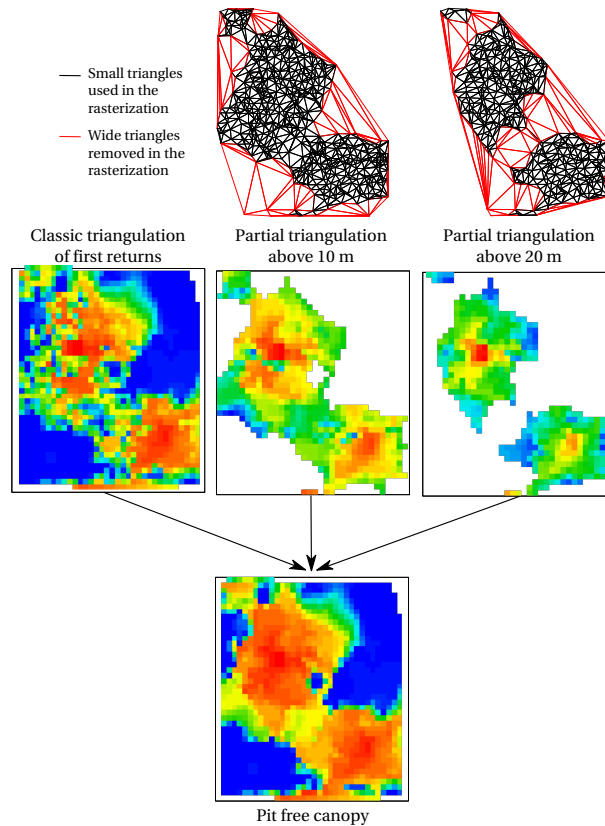 Small triangles
used in the
rasterization
Wide triangles
removed in the
rasterization
Classic triangulation
of first returns
Partial triangulation
above 10 m
Partial triangulation
above 20 m
Pit free canopy